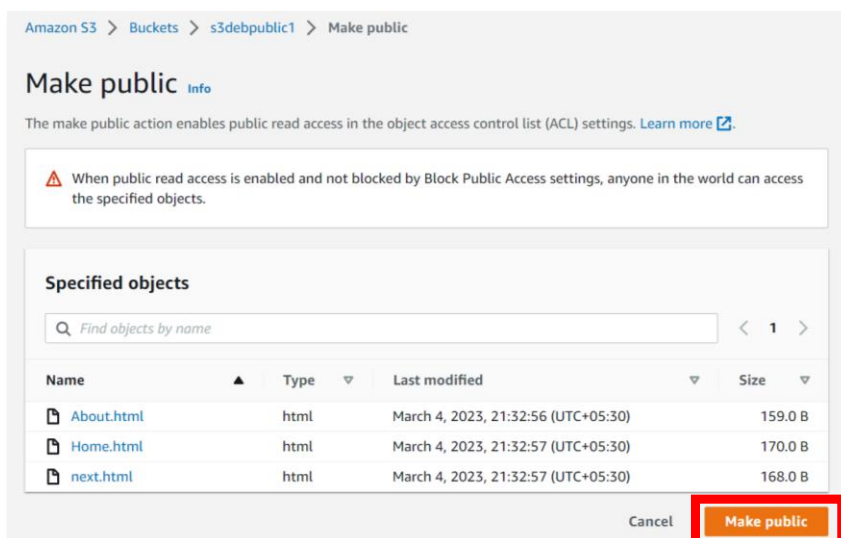 Amazon S3 > Buckets > s3debpublic1 > Make public
Make public Info
The make public action enables public read access in the object access control list (ACL) settings. Learn more
When public read access is enabled and not blocked by Block Public Access settings, anyone in the world can access
the specified objects.
Specified objects
Find objects by name
< 1 >
Name Type Last modified Size
About.html html March 4, 2023, 21:32:56 (UTC+05:30) 159.0 B
Home.html html March 4, 2023, 21:32:57 (UTC+05:30) 170.0 B
next.html html March 4, 2023, 21:32:57 (UTC+05:30) 168.0 B
Cancel Make public